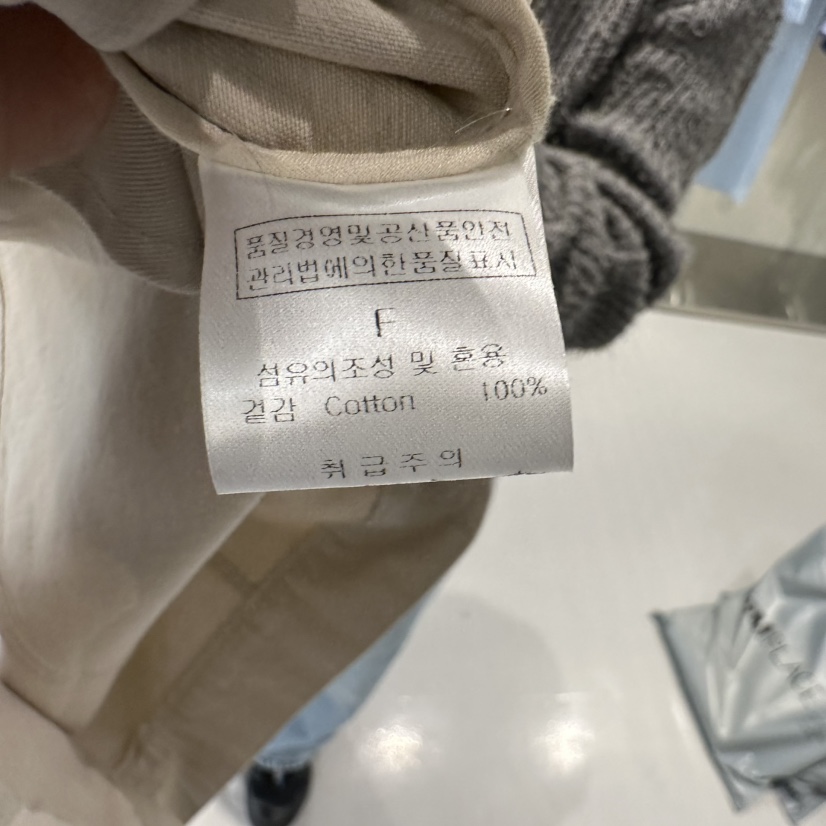 품질경영및공산품안전
관리법에의한품질표시
F
섬유의조성 및 혼용
겉감 Cotton 100%
취급주의